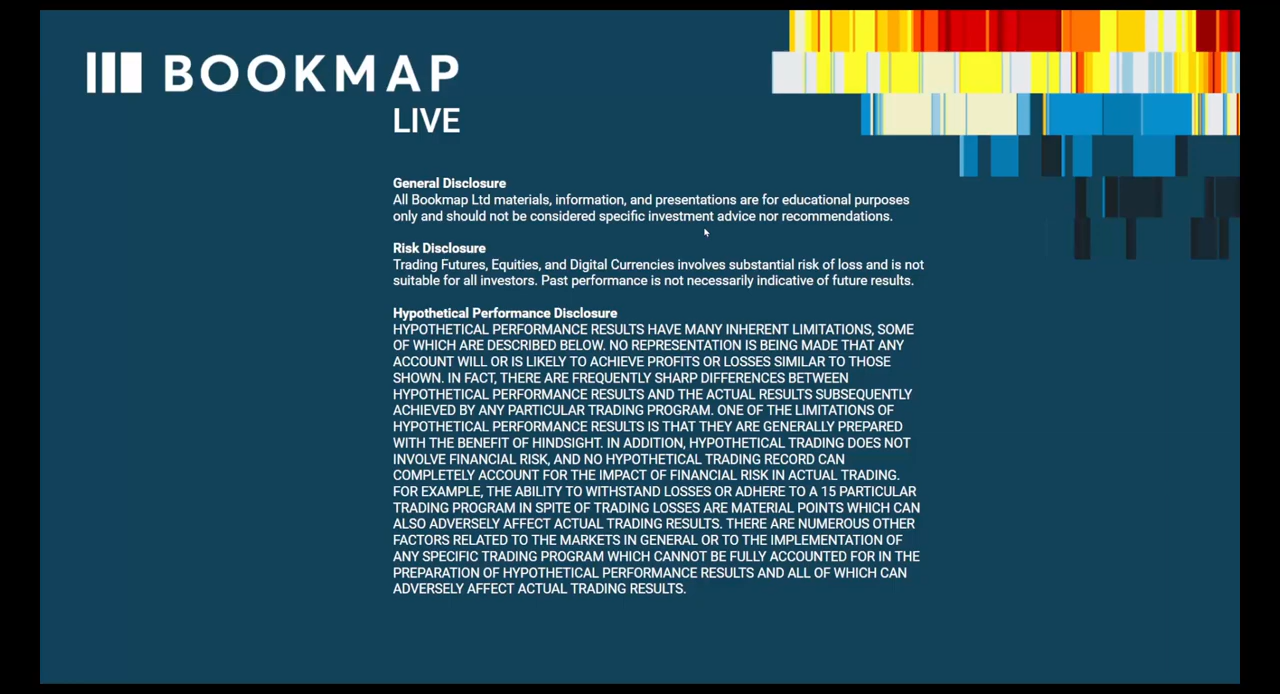 BOOKMAP
LIVE
General Disclosure
All Bookmap Ltd materials, information, and presentations are for educational purposes
only and should not be considered specific investment advice nor recommendations.
Risk Disclosure
Trading Futures, Equities, and Digital Currencies involves substantial risk of loss and is not
suitable for all investors. Past performance is not necessarily indicative of future results.
Hypothetical Performance Disclosure
HYPOTHETICAL PERFORMANCE RESULTS HAVE MANY INHERENT LIMITATIONS, SOME
OF WHICH ARE DESCRIBED BELOW. NO REPRESENTATION IS BEING MADE THAT ANY
ACCOUNT WILL OR IS LIKELY TO ACHIEVE PROFITS OR LOSSES SIMILAR TO THOSE
SHOWN. IN FACT, THERE ARE FREQUENTLY SHARP DIFFERENCES BETWEEN
HYPOTHETICAL PERFORMANCE RESULTS AND THE ACTUAL RESULTS SUBSEQUENTLY
ACHIEVED BY ANY PARTICULAR TRADING PROGRAM. ONE OF THE LIMITATIONS OF
HYPOTHETICAL PERFORMANCE RESULTS IS THAT THEY ARE GENERALLY PREPARED
WITH THE BENEFIT OF HINDSIGHT. IN ADDITION, HYPOTHETICAL TRADING DOES NOT
INVOLVE FINANCIAL RISK, AND NO HYPOTHETICAL TRADING RECORD CAN
COMPLETELY ACCOUNT FOR THE IMPACT OF FINANCIAL RISK IN ACTUAL TRADING.
FOR EXAMPLE, THE ABILITY TO WITHSTAND LOSSES OR ADHERE TO A 15 PARTICULAR
TRADING PROGRAM IN SPITE OF TRADING LOSSES ARE MATERIAL POINTS WHICH CAN
ALSO ADVERSELY AFFECT ACTUAL TRADING RESULTS. THERE ARE NUMEROUS OTHER
FACTORS RELATED TO THE MARKETS IN GENERAL OR TO THE IMPLEMENTATION OF
ANY SPECIFIC TRADING PROGRAM WHICH CANNOT BE FULLY ACCOUNTED FOR IN THE
PREPARATION OF HYPOTHETICAL PERFORMANCE RESULTS AND ALL OF WHICH CAN
ADVERSELY AFFECT ACTUAL TRADING RESULTS.